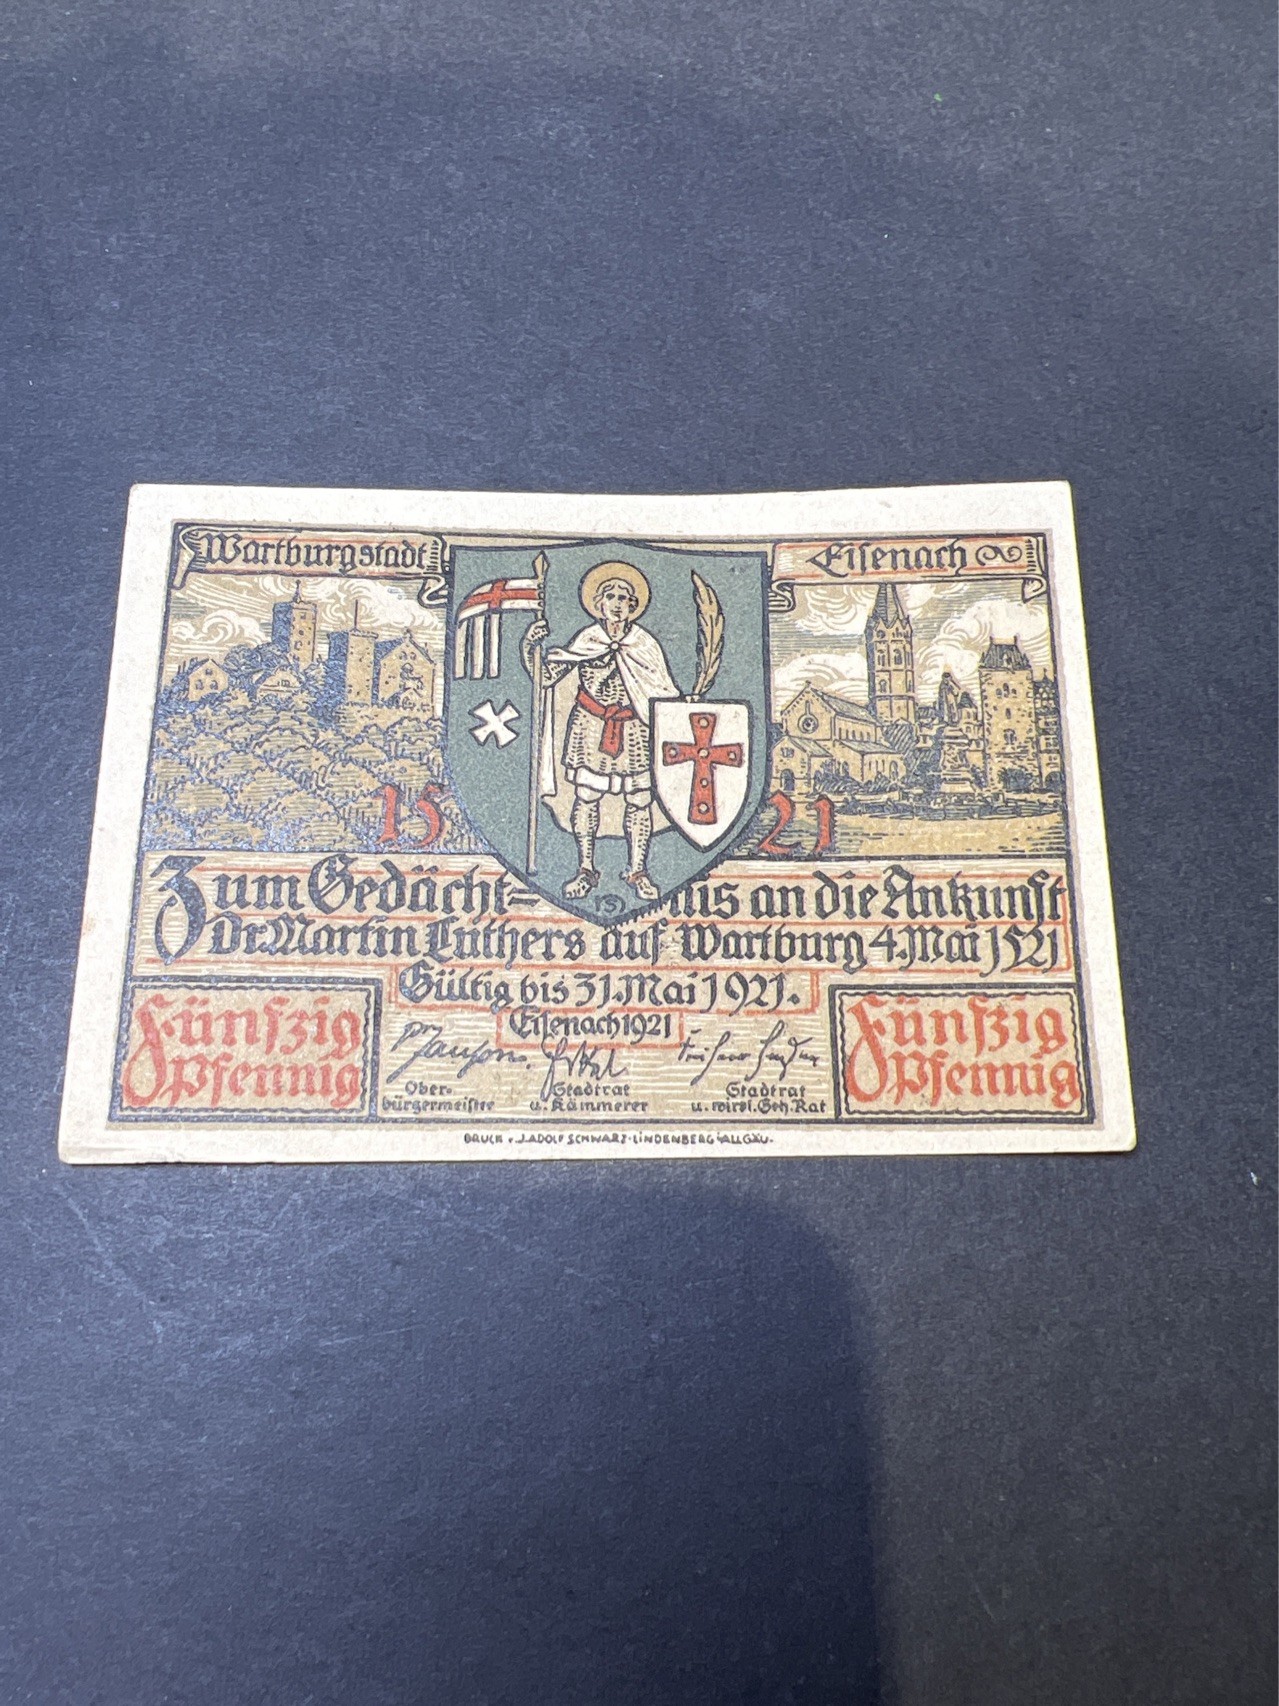 Wartburgstadt
Eisenach
15 21
Zum Gedächt=nis an die Ankunft
Dr. Martin Luthers auf Wartburg 4. Mai 1521
Gültig bis 31. Mai 1921.
Eisenach 1921
Fünfzig
Pfennig
Ober-
bürgermeister
Stadtrat
u. Kämmerer
Stadtrat
u. wirkl. Geh. Rat
Fünfzig
Pfennig
DRUCK v. J. ADOLF SCHWARZ · LINDENBERG i/ALLGÄU.